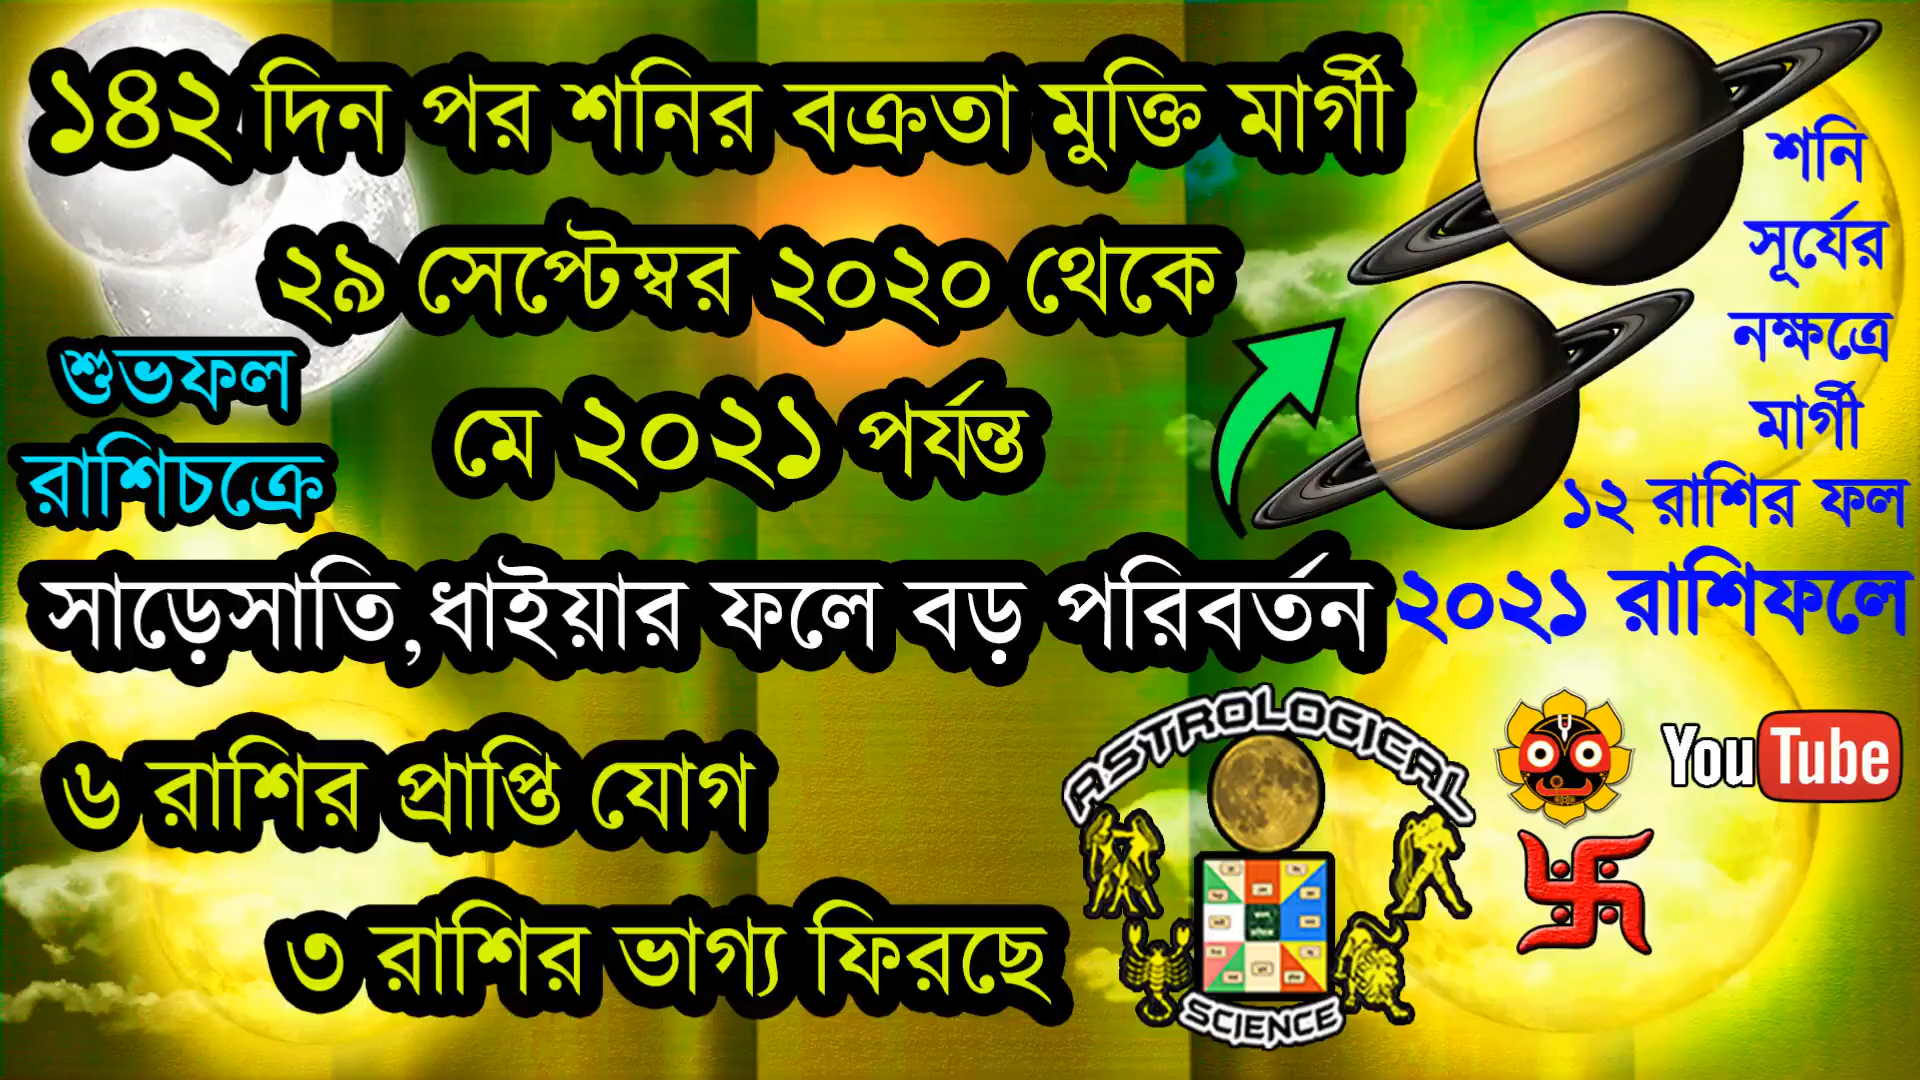 ১৪২ দিন পর শনির বক্রতা মুক্তি মার্গী
২৯ সেপ্টেম্বর ২০২০ থেকে
মে ২০২১ পর্যন্ত
শুভফল
রাশিচক্রে
শনি
সূর্যের
নক্ষত্রে
মার্গী
১২ রাশির ফল
২০২১ রাশিফলে
সাড়েসাতি,ধাইয়ার ফলে বড় পরিবর্তন
৬ রাশির প্রাপ্তি যোগ
৩ রাশির ভাগ্য ফিরছে
ASTROLOGICAL
SCIENCE
YouTube